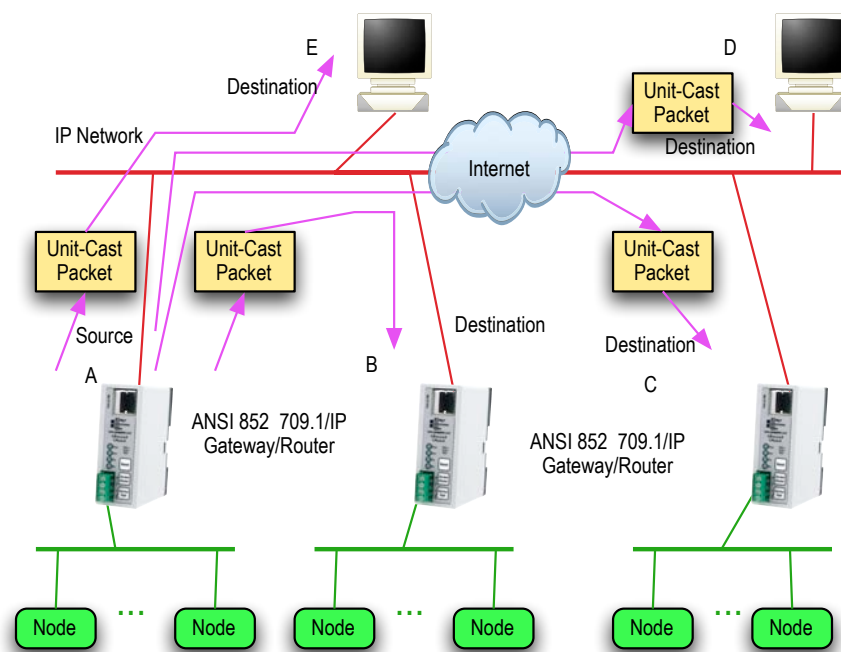 E
D
Destination
Unit-Cast
Packet
IP Network
Destination
Internet
Unit-Cast
Packet
Unit-Cast
Packet
Unit-Cast
Packet
Source
Destination
Destination
A
B
C
ANSI 852 709.1/IP
Gateway/Router
ANSI 852 709.1/IP
Gateway/Router
...
...
...
Node
Node
Node
Node
Node
Node